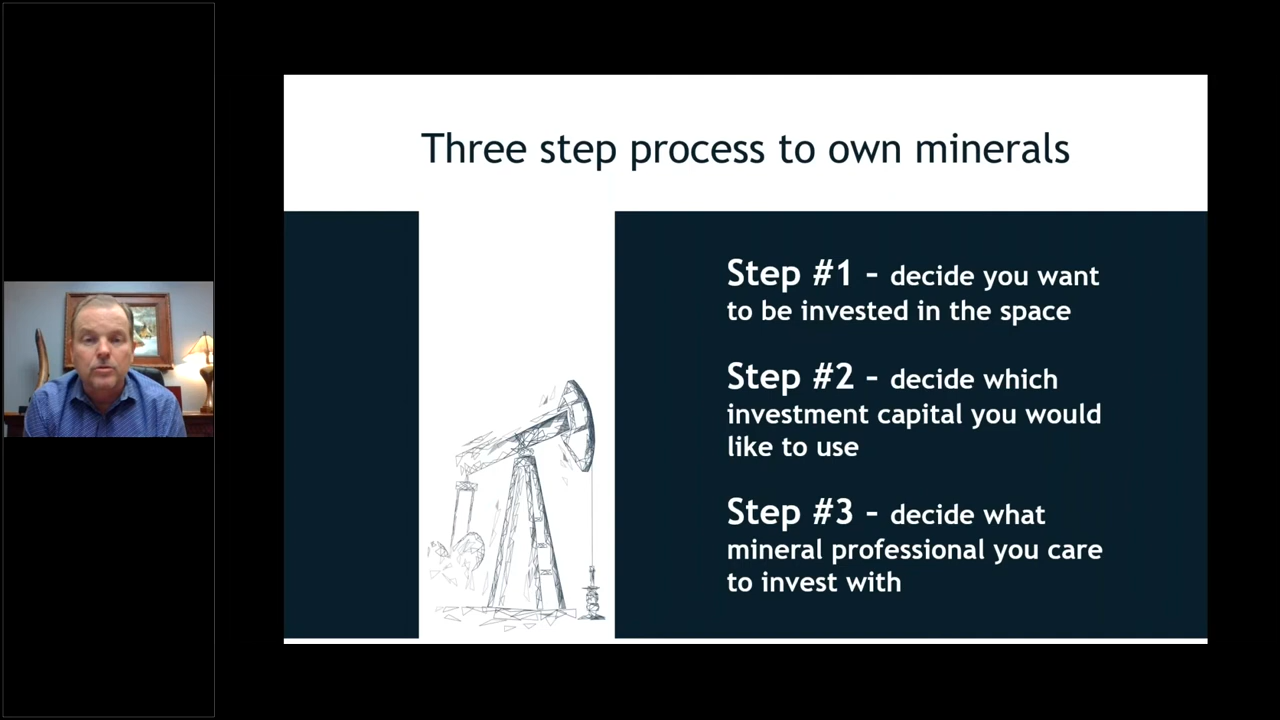 Three step process to own minerals
Step #1 – decide you want
to be invested in the space
Step #2 – decide which
investment capital you would
like to use
Step #3 – decide what
mineral professional you care
to invest with